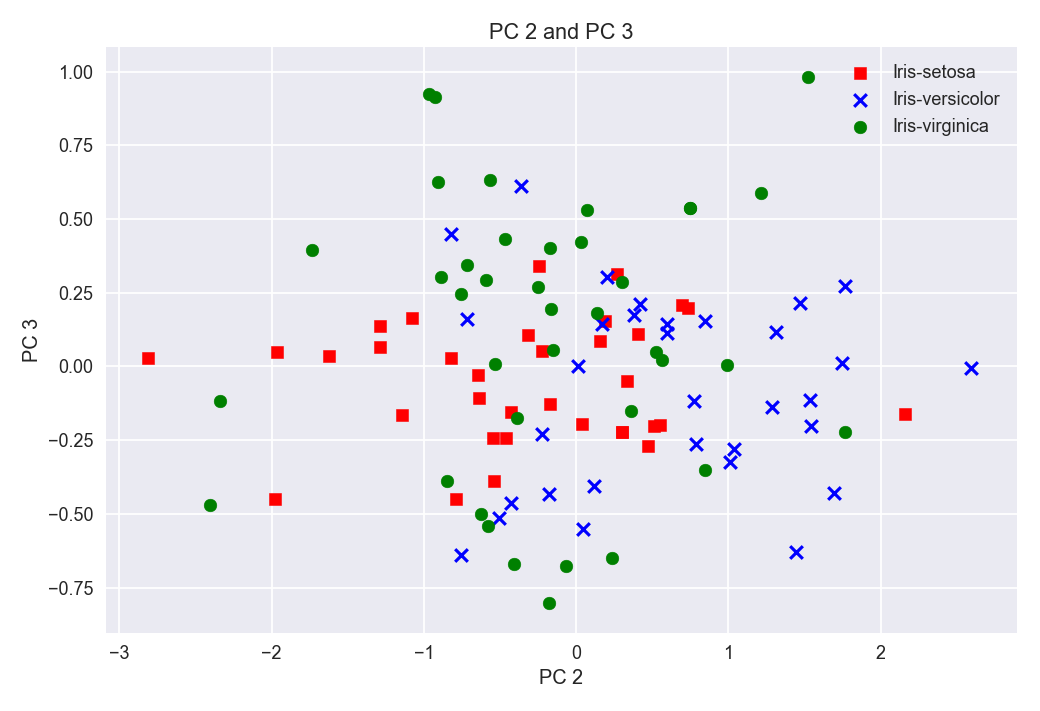 PC 2 and PC 3
Iris-setosa
Iris-versicolor
Iris-virginica
PC 3
1.00
0.75
0.50
0.25
0.00
−0.25
−0.50
−0.75
−3 −2 −1 0 1 2
PC 2